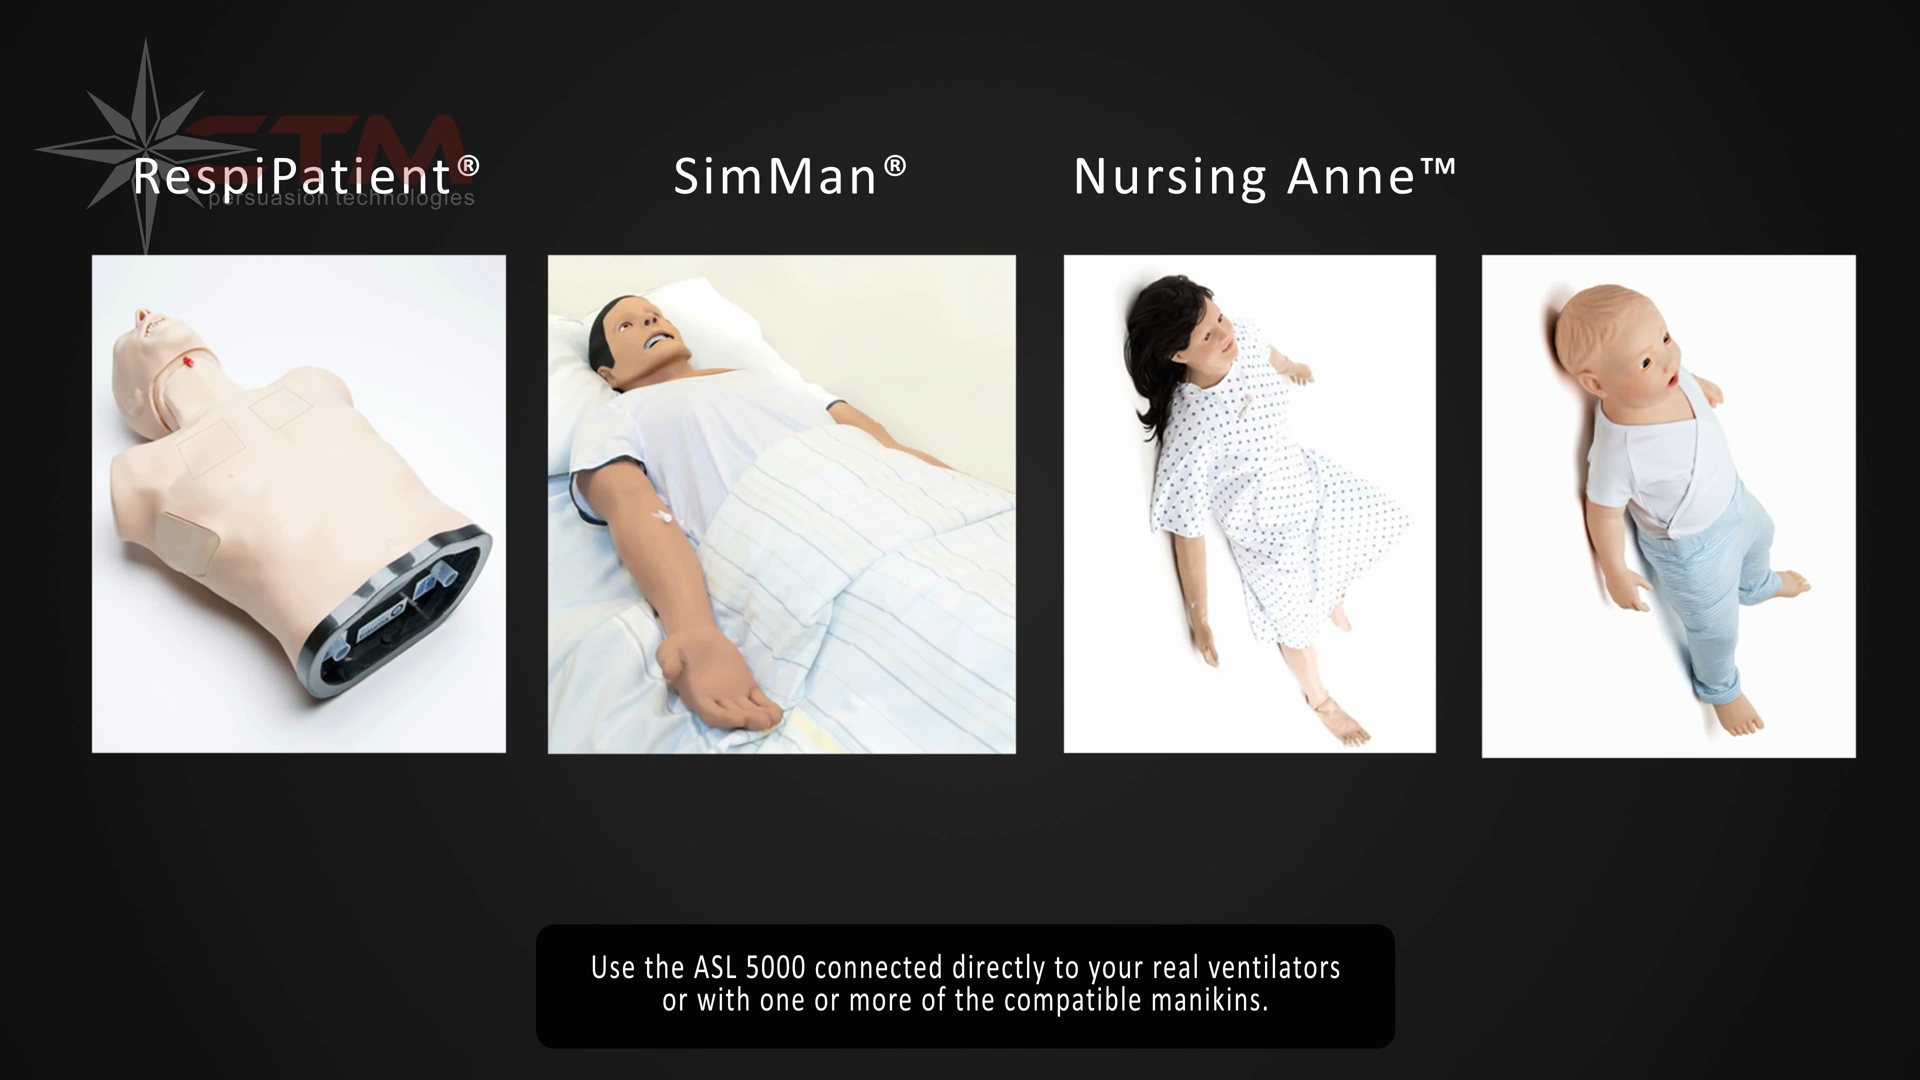 STM
persuasion technologies
RespiPatient®
SimMan®
Nursing Anne™
Use the ASL 5000 connected directly to your real ventilators
or with one or more of the compatible manikins.